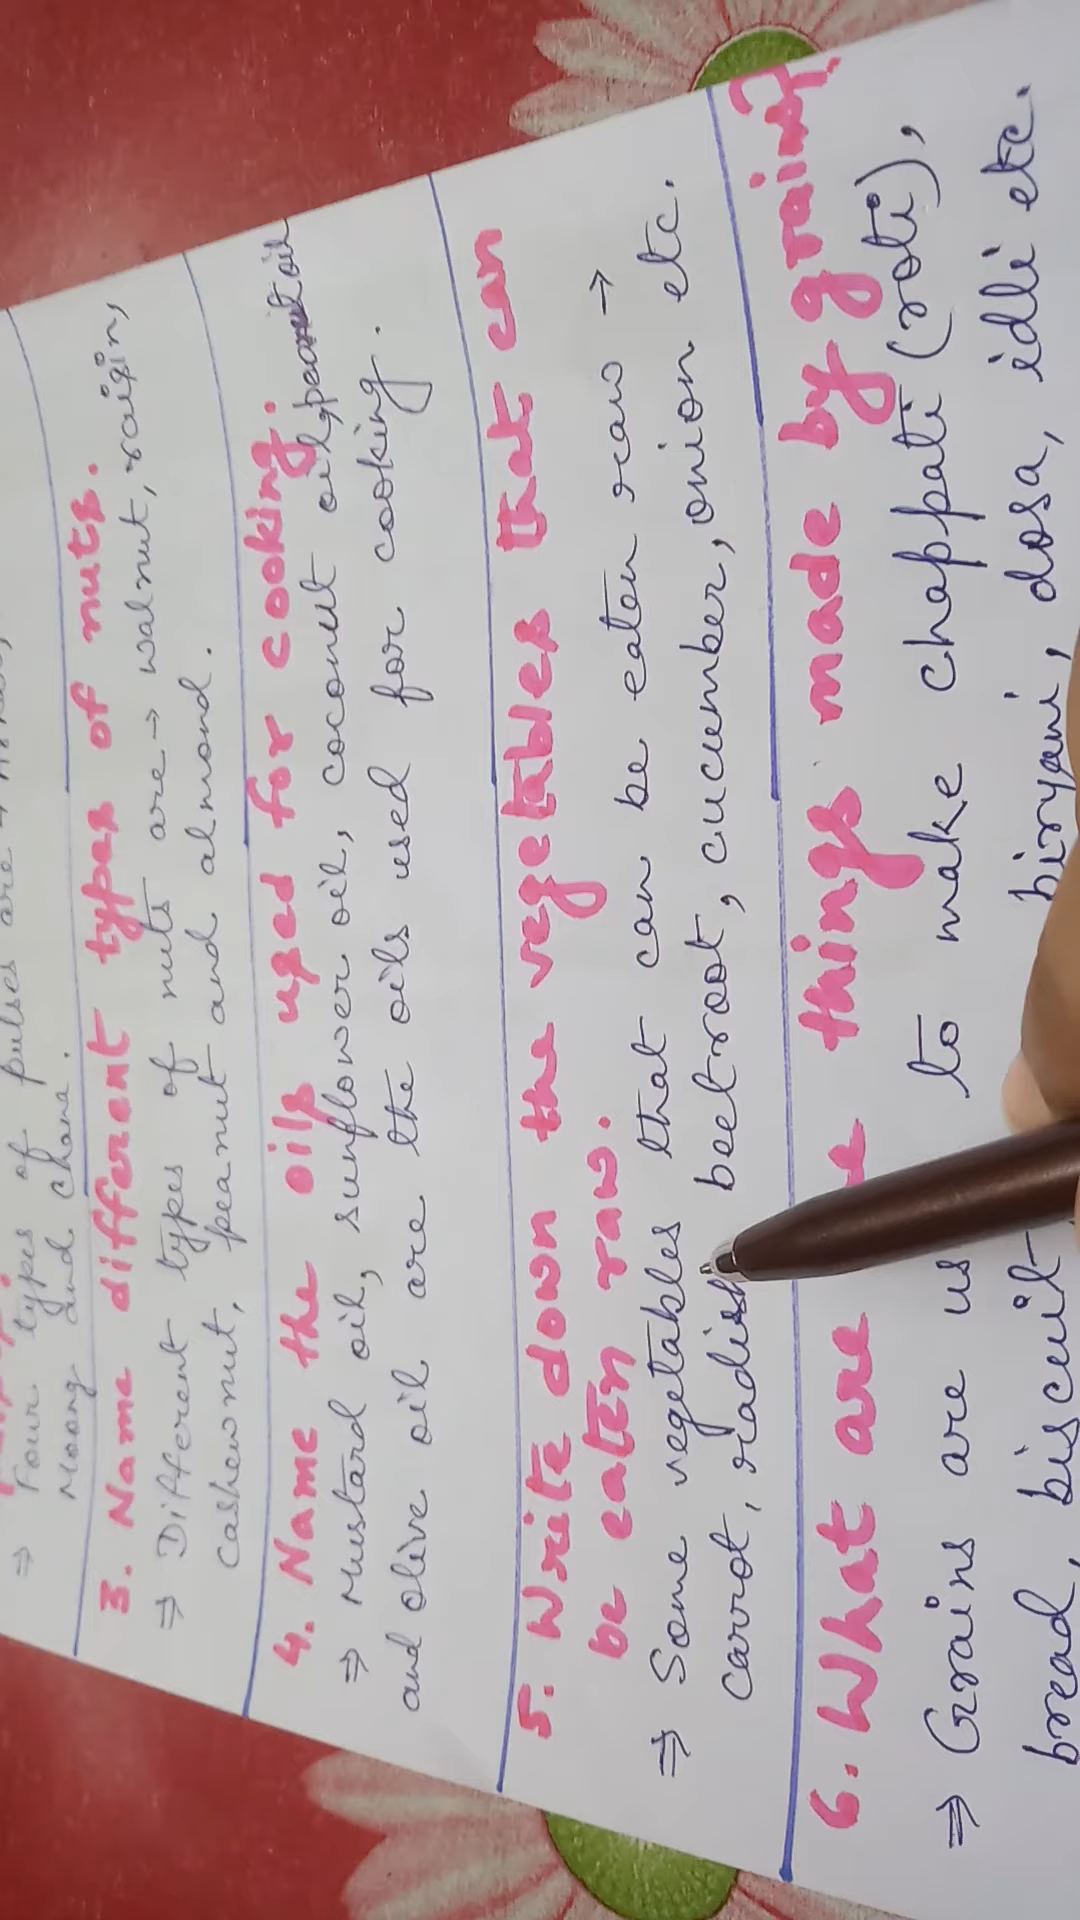 ⇒ Four types of pulses are →
Moong and Chana.
3. Name different types of nuts.
⇒ Different types of nuts are → walnut, raisin,
cashewnut, peanut and almond.
4. Name the oils used for cooking.
⇒ Mustard oil, sunflower oil, coconut oil, peanut oil
and olive oil are the oils used for cooking.
5. Write down the vegetables that can
be eaten raw.
⇒ Some vegetables that can be eaten raw →
carrot, radish, beetroot, cucumber, onion etc.
6. What are things made by grains?
⇒ Grains are us to make chappati (roti),
bread, biscuit biryani, dosa, idli etc.